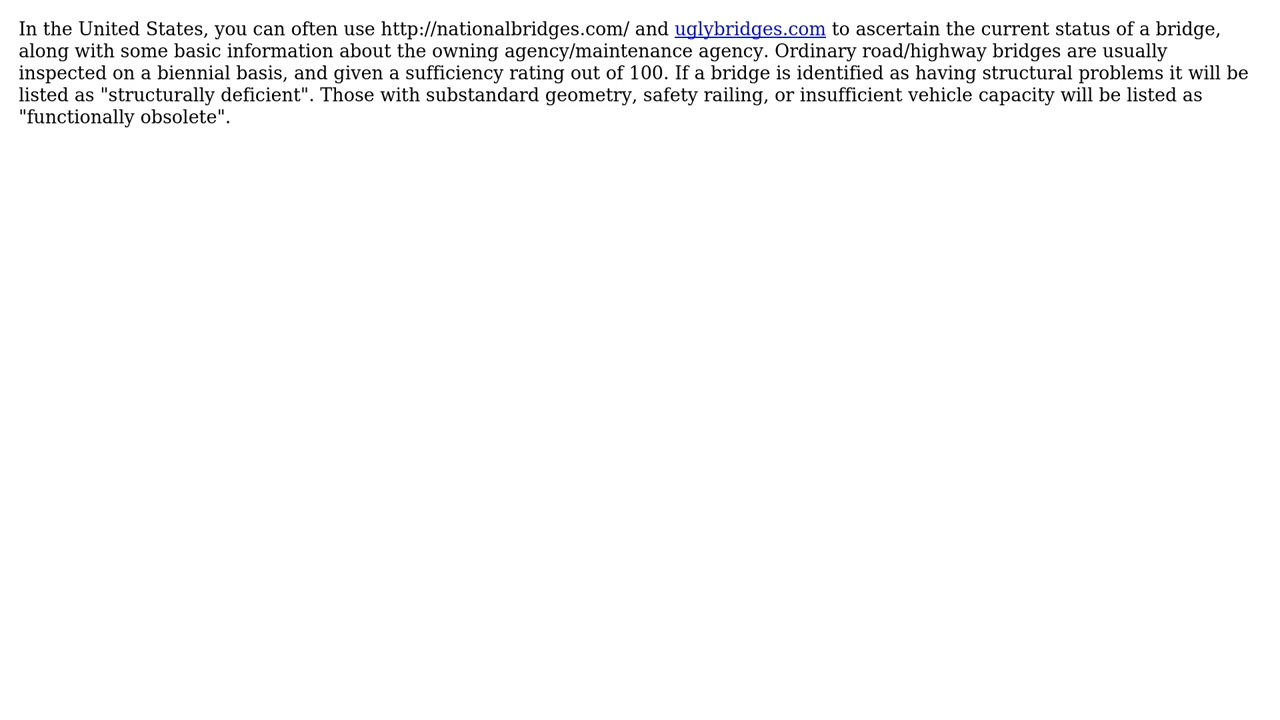 In the United States, you can often use http://nationalbridges.com/ and uglybridges.com to ascertain the current status of a bridge,
along with some basic information about the owning agency/maintenance agency. Ordinary road/highway bridges are usually
inspected on a biennial basis, and given a sufficiency rating out of 100. If a bridge is identified as having structural problems it will be
listed as "structurally deficient". Those with substandard geometry, safety railing, or insufficient vehicle capacity will be listed as
"functionally obsolete".